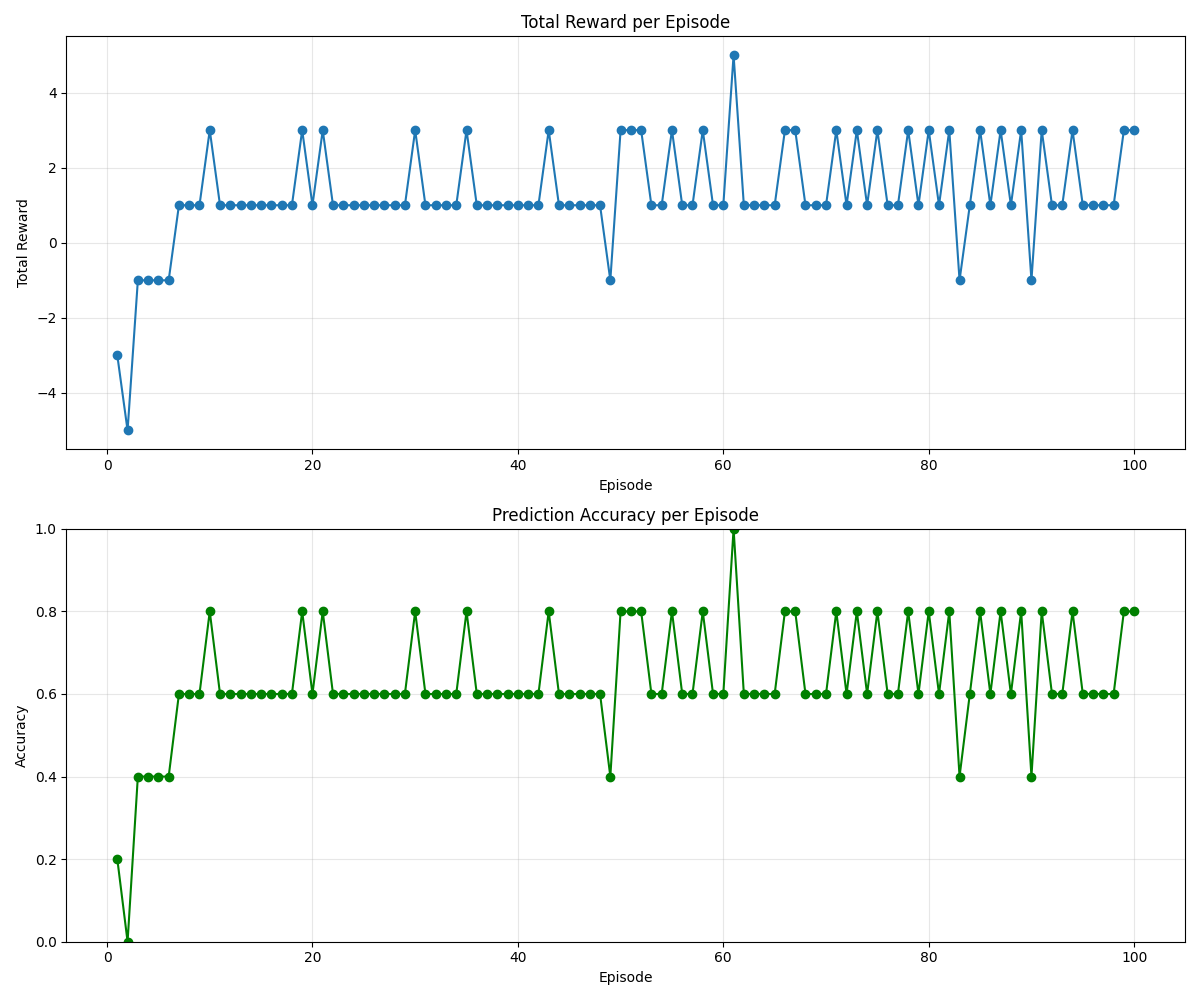 Total Reward per Episode
4
2
0
−2
−4
Total Reward
0 20 40 60 80 100
Episode
Prediction Accuracy per Episode
1.0
0.8
0.6
0.4
0.2
0.0
Accuracy
0 20 40 60 80 100
Episode